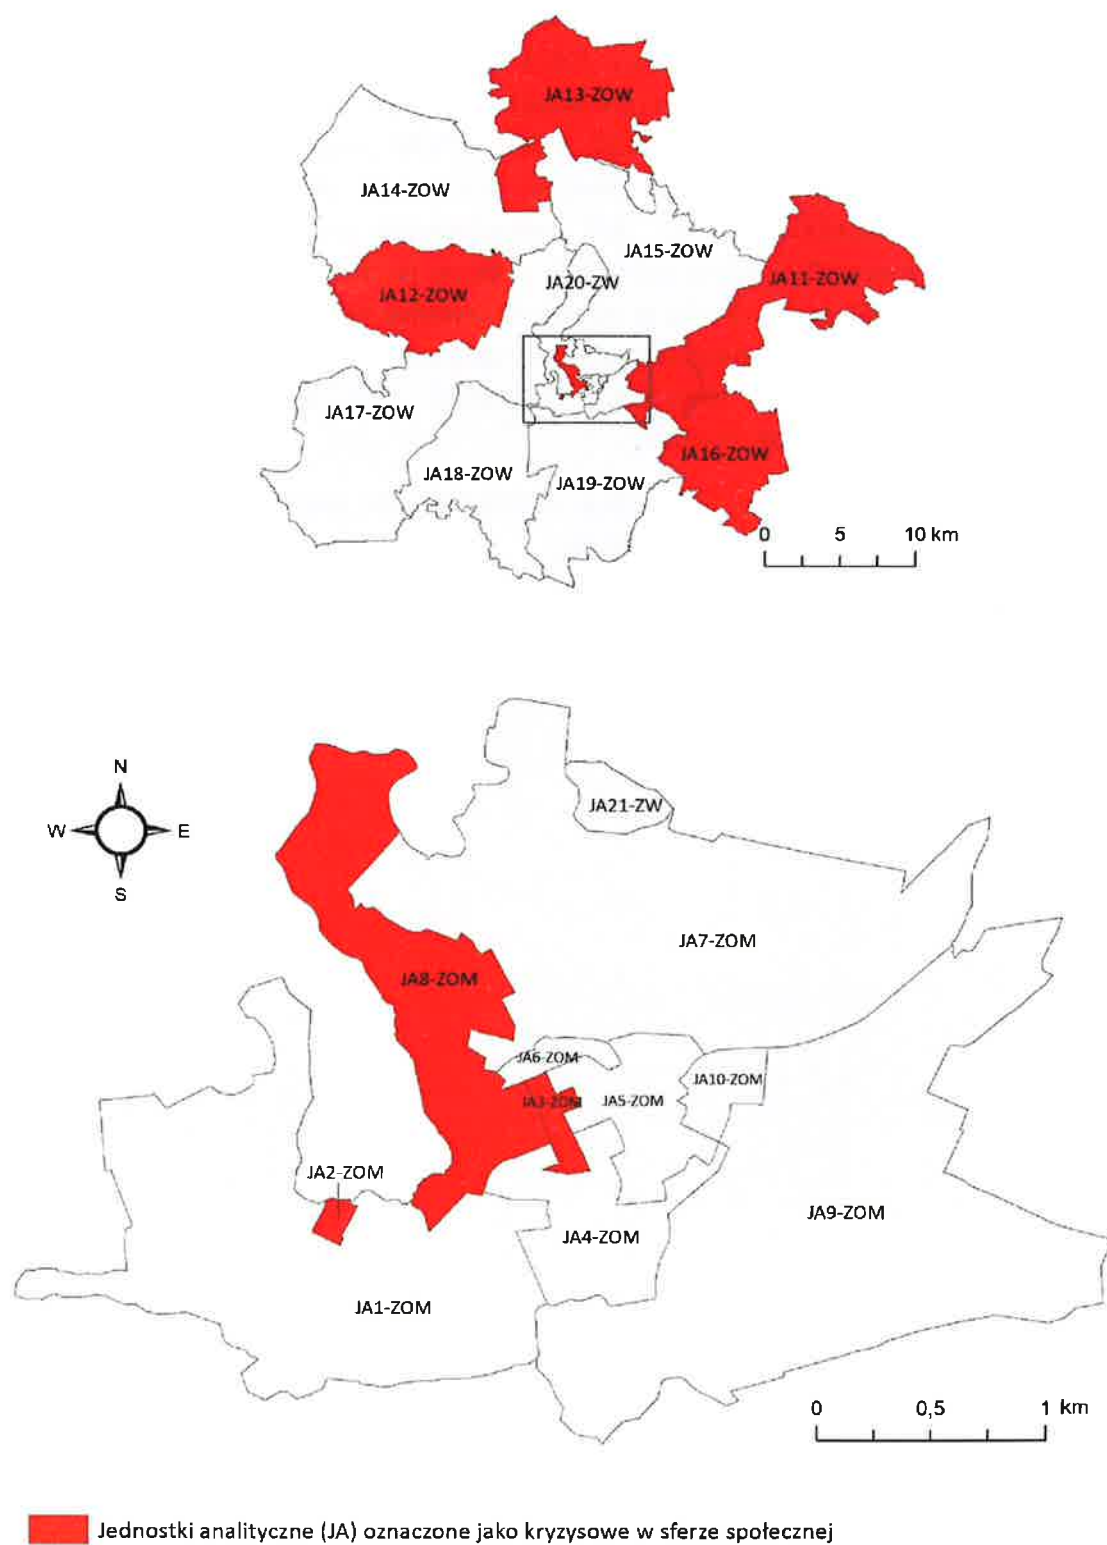 JA13-ZOW
JA14-ZOW
JA15-ZOW
JA11-ZOW
JA20-ZW
JA12-ZOW
JA17-ZOW
JA16-ZOW
JA18-ZOW
JA19-ZOW
0 5 10 km
N
W E
S
JA21-ZW
JA7-ZOM
JA8-ZOM
JA6-ZOM
JA10-ZOM
JA3-ZOM
JA5-ZOM
JA2-ZOM
JA9-ZOM
JA4-ZOM
JA1-ZOM
0 0,5 1 km
Jednostki analityczne (JA) oznaczone jako kryzysowe w sferze społecznej